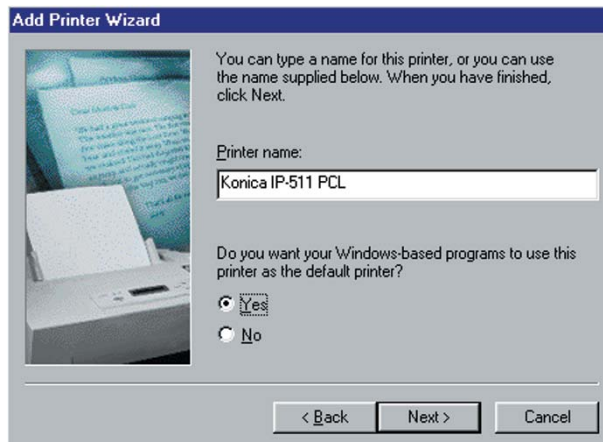 Add Printer Wizard
You can type a name for this printer, or you can use
the name supplied below. When you have finished,
click Next.
Printer name:
Konica IP-511 PCL
Do you want your Windows-based programs to use this
printer as the default printer?
Yes
No
< Back
Next >
Cancel